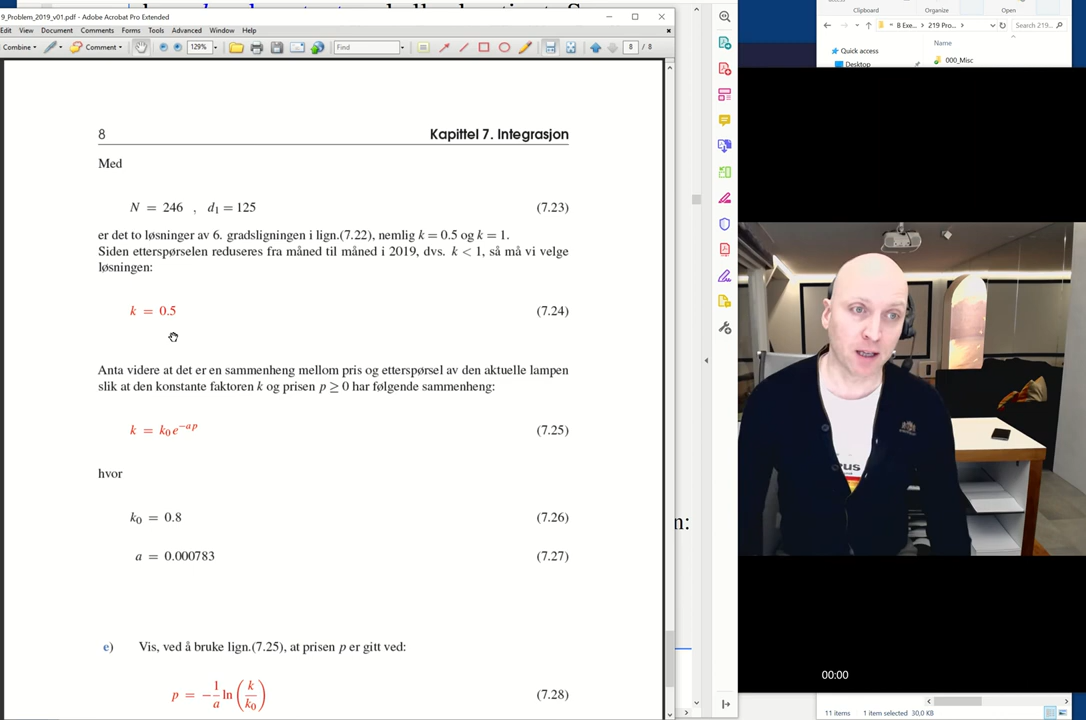 9_Problem_2019_v01.pdf - Adobe Acrobat Pro Extended
Edit View Document Comments Forms Tools Advanced Window Help
Combine Comment 129% Find 8 / 8
8 Kapittel 7. Integrasjon
Med
N = 246 , d₁ = 125 (7.23)
er det to løsninger av 6. gradsligningen i lign.(7.22), nemlig k = 0.5 og k = 1.
Siden etterspørselen reduseres fra måned til måned i 2019, dvs. k < 1, så må vi velge
løsningen:
k = 0.5 (7.24)
Anta videre at det er en sammenheng mellom pris og etterspørsel av den aktuelle lampen
slik at den konstante faktoren k og prisen p ≥ 0 har følgende sammenheng:
k = k₀e^{−ap} (7.25)
hvor
k₀ = 0.8 (7.26)
a = 0.000783 (7.27)
e) Vis, ved å bruke lign.(7.25), at prisen p er gitt ved:
p = −1/a ln(k/k₀) (7.28)
n:
Clipboard Organize Open
8 Exe... 219 Pro... Search 219...
Quick access
Desktop
Name
000_Misc
00:00
11 items 1 item selected 30,0 KB